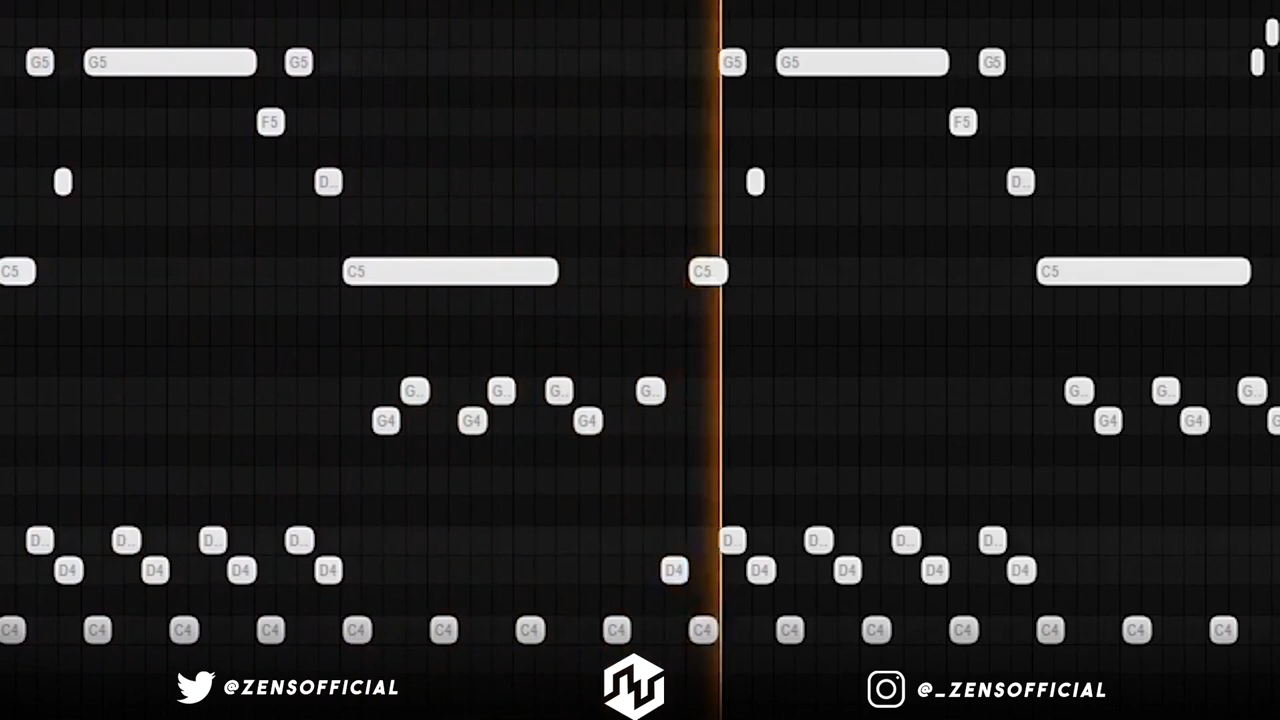 G5 G5 G5 G5 G5 G5
F5 F5
D.. D..
C5 C5 C5 C5
G.. G.. G.. G.. G.. G.. G..
G4 G4 G4 G4 G4 G
D.. D.. D.. D.. D.. D.. D.. D..
D4 D4 D4 D4 D4 D4 D4 D4 D4
C4 C4 C4 C4 C4 C4 C4 C4 C4 C4 C4 C4 C4 C4 C4
@ZENSOFFICIAL @_ZENSOFFICIAL